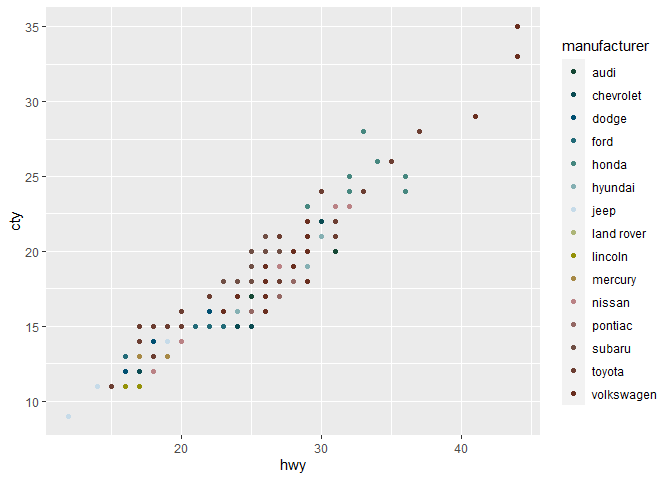 35
30
25
20
15
10
cty
20
30
40
hwy
manufacturer
audi
chevrolet
dodge
ford
honda
hyundai
jeep
land rover
lincoln
mercury
nissan
pontiac
subaru
toyota
volkswagen